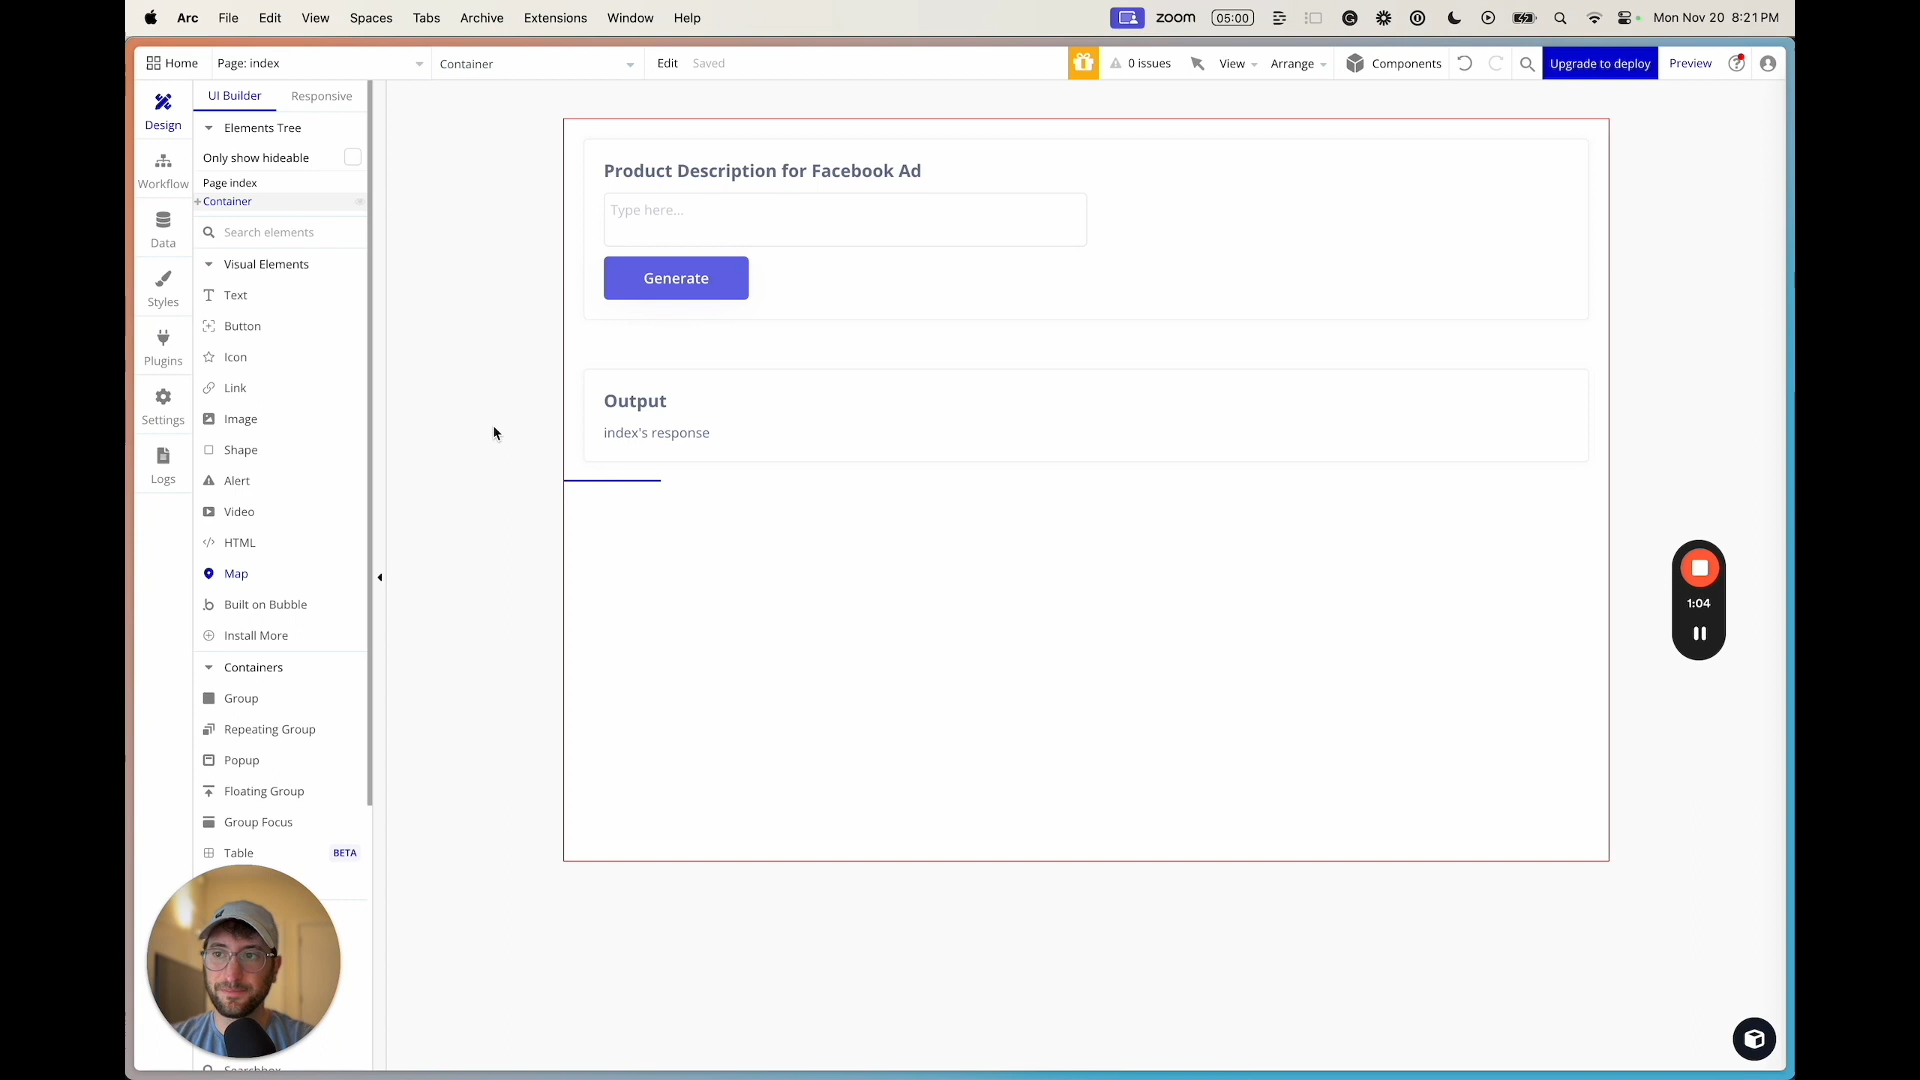 Arc File Edit View Spaces Tabs Archive Extensions Window Help zoom 05:00 Mon Nov 20 8:21 PM
Home Page: index Container Edit Saved 0 issues View Arrange Components Upgrade to deploy Preview
UI Builder Responsive
Design
Elements Tree
Only show hideable
Workflow
Page index
Container
Data
Search elements
Visual Elements
Styles
Text
Button
Plugins
Icon
Link
Settings
Image
Shape
Logs
Alert
Video
HTML
Map
Built on Bubble
Install More
Containers
Group
Repeating Group
Popup
Floating Group
Group Focus
Table BETA
Product Description for Facebook Ad
Type here...
Generate
Output
index's response
1:04